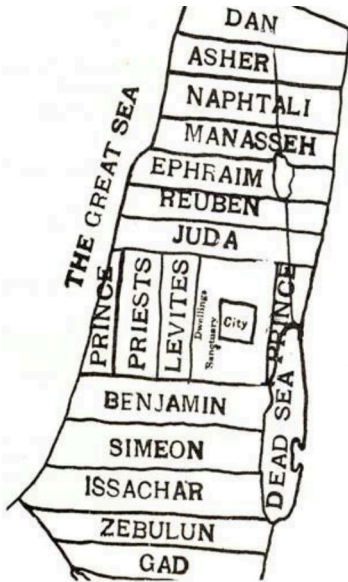 DAN
ASHER
NAPHTALI
MANASSEH
EPHRAIM
REUBEN
JUDA
THE GREAT SEA
PRINCE
PRIESTS
LEVITES
Dwellings
Sanctuary
City
PRINCE
DEAD SEA
BENJAMIN
SIMEON
ISSACHAR
ZEBULUN
GAD